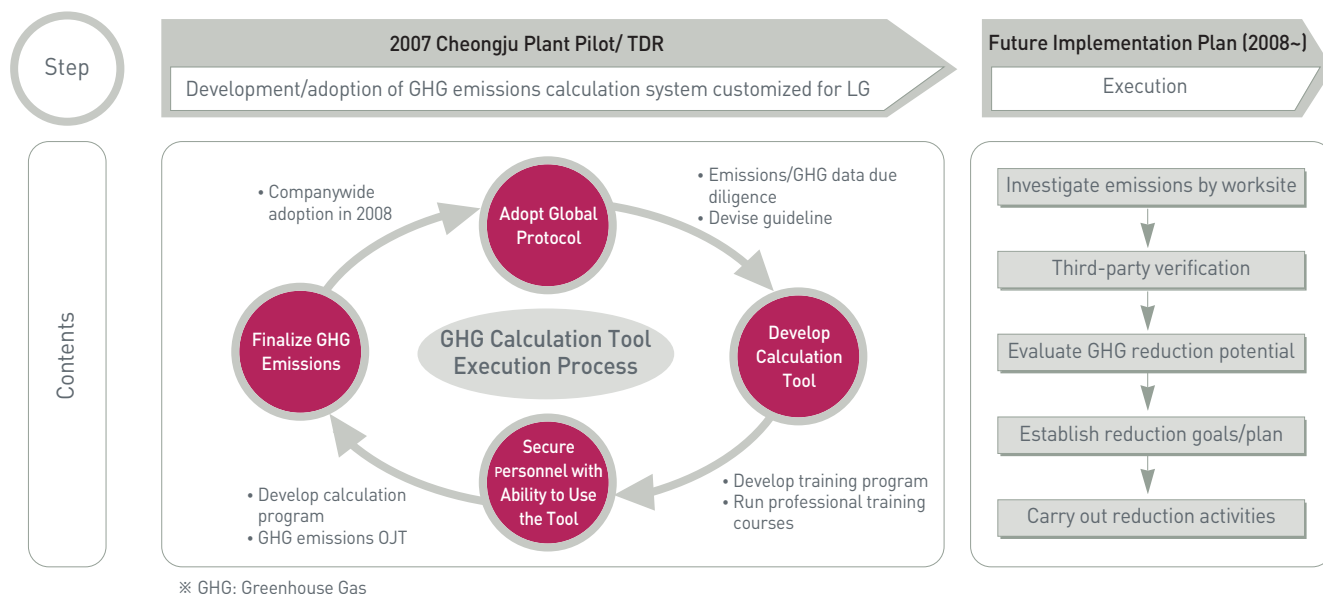 Step
2007 Cheongju Plant Pilot/ TDR
Development/adoption of GHG emissions calculation system customized for LG
Future Implementation Plan (2008~)
Execution
Contents
• Companywide
adoption in 2008
Adopt Global
Protocol
• Emissions/GHG data due
diligence
• Devise guideline
Finalize GHG
Emissions
GHG Calculation Tool
Execution Process
Develop
Calculation
Tool
Secure
Personnel with
Ability to Use
the Tool
• Develop calculation
program
• GHG emissions OJT
• Develop training program
• Run professional training
courses
Investigate emissions by worksite
Third-party verification
Evaluate GHG reduction potential
Establish reduction goals/plan
Carry out reduction activities
※ GHG: Greenhouse Gas